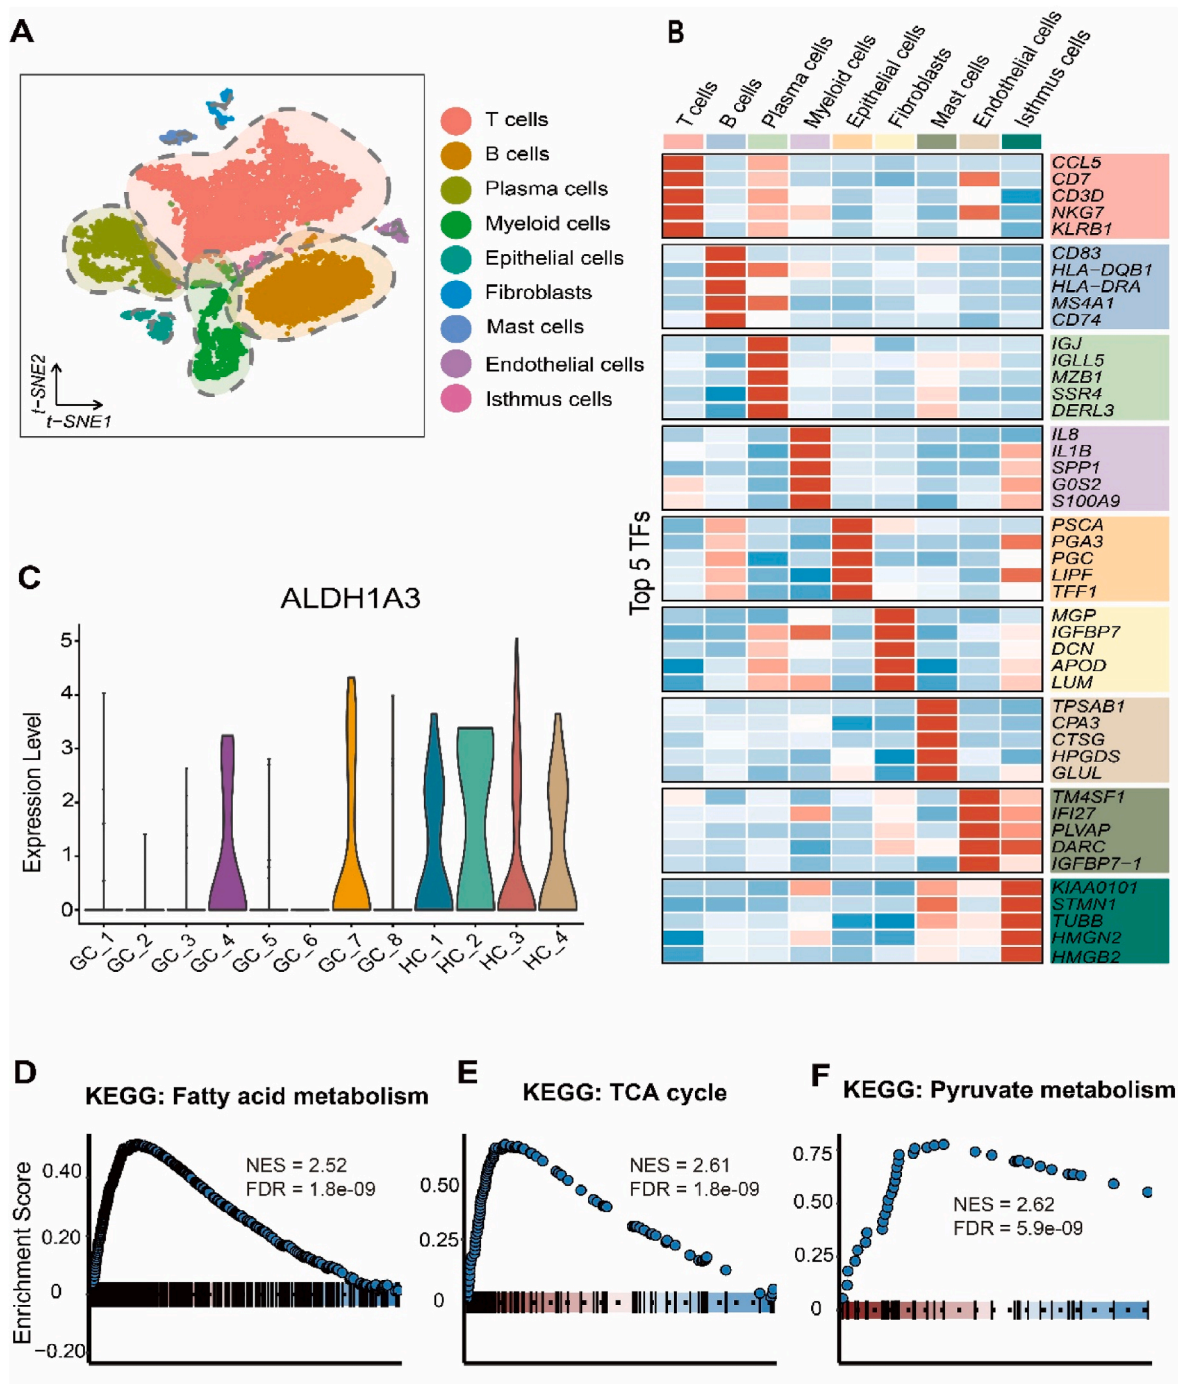 A
T cells
B cells
Plasma cells
Myeloid cells
Epithelial cells
Fibroblasts
Mast cells
Endothelial cells
Isthmus cells
t-SNE2
t-SNE1
B
T cells
B cells
Plasma cells
Myeloid cells
Epithelial cells
Fibroblasts
Mast cells
Endothelial cells
Isthmus cells
Top 5 TFs
CCL5
CD7
CD3D
NKG7
KLRB1
CD83
HLA-DQB1
HLA-DRA
MS4A1
CD74
IGJ
IGLL5
MZB1
SSR4
DERL3
IL8
IL1B
SPP1
G0S2
S100A9
PSCA
PGA3
PGC
LIPF
TFF1
MGP
IGFBP7
DCN
APOD
LUM
TPSAB1
CPA3
CTSG
HPGDS
GLUL
TM4SF1
IFI27
PLVAP
DARC
IGFBP7-1
KIAA0101
STMN1
TUBB
HMGN2
HMGB2
C
ALDH1A3
Expression Level
5
4
3
2
1
0
GC_1
GC_2
GC_3
GC_4
GC_5
GC_6
GC_7
GC_8
HC_1
HC_2
HC_3
HC_4
D
KEGG: Fatty acid metabolism
Enrichment Score
0.40
0.20
0
−0.20
NES = 2.52
FDR = 1.8e-09
E
KEGG: TCA cycle
0.50
0.25
0
NES = 2.61
FDR = 1.8e-09
F
KEGG: Pyruvate metabolism
0.75
0.50
0.25
0
NES = 2.62
FDR = 5.9e-09